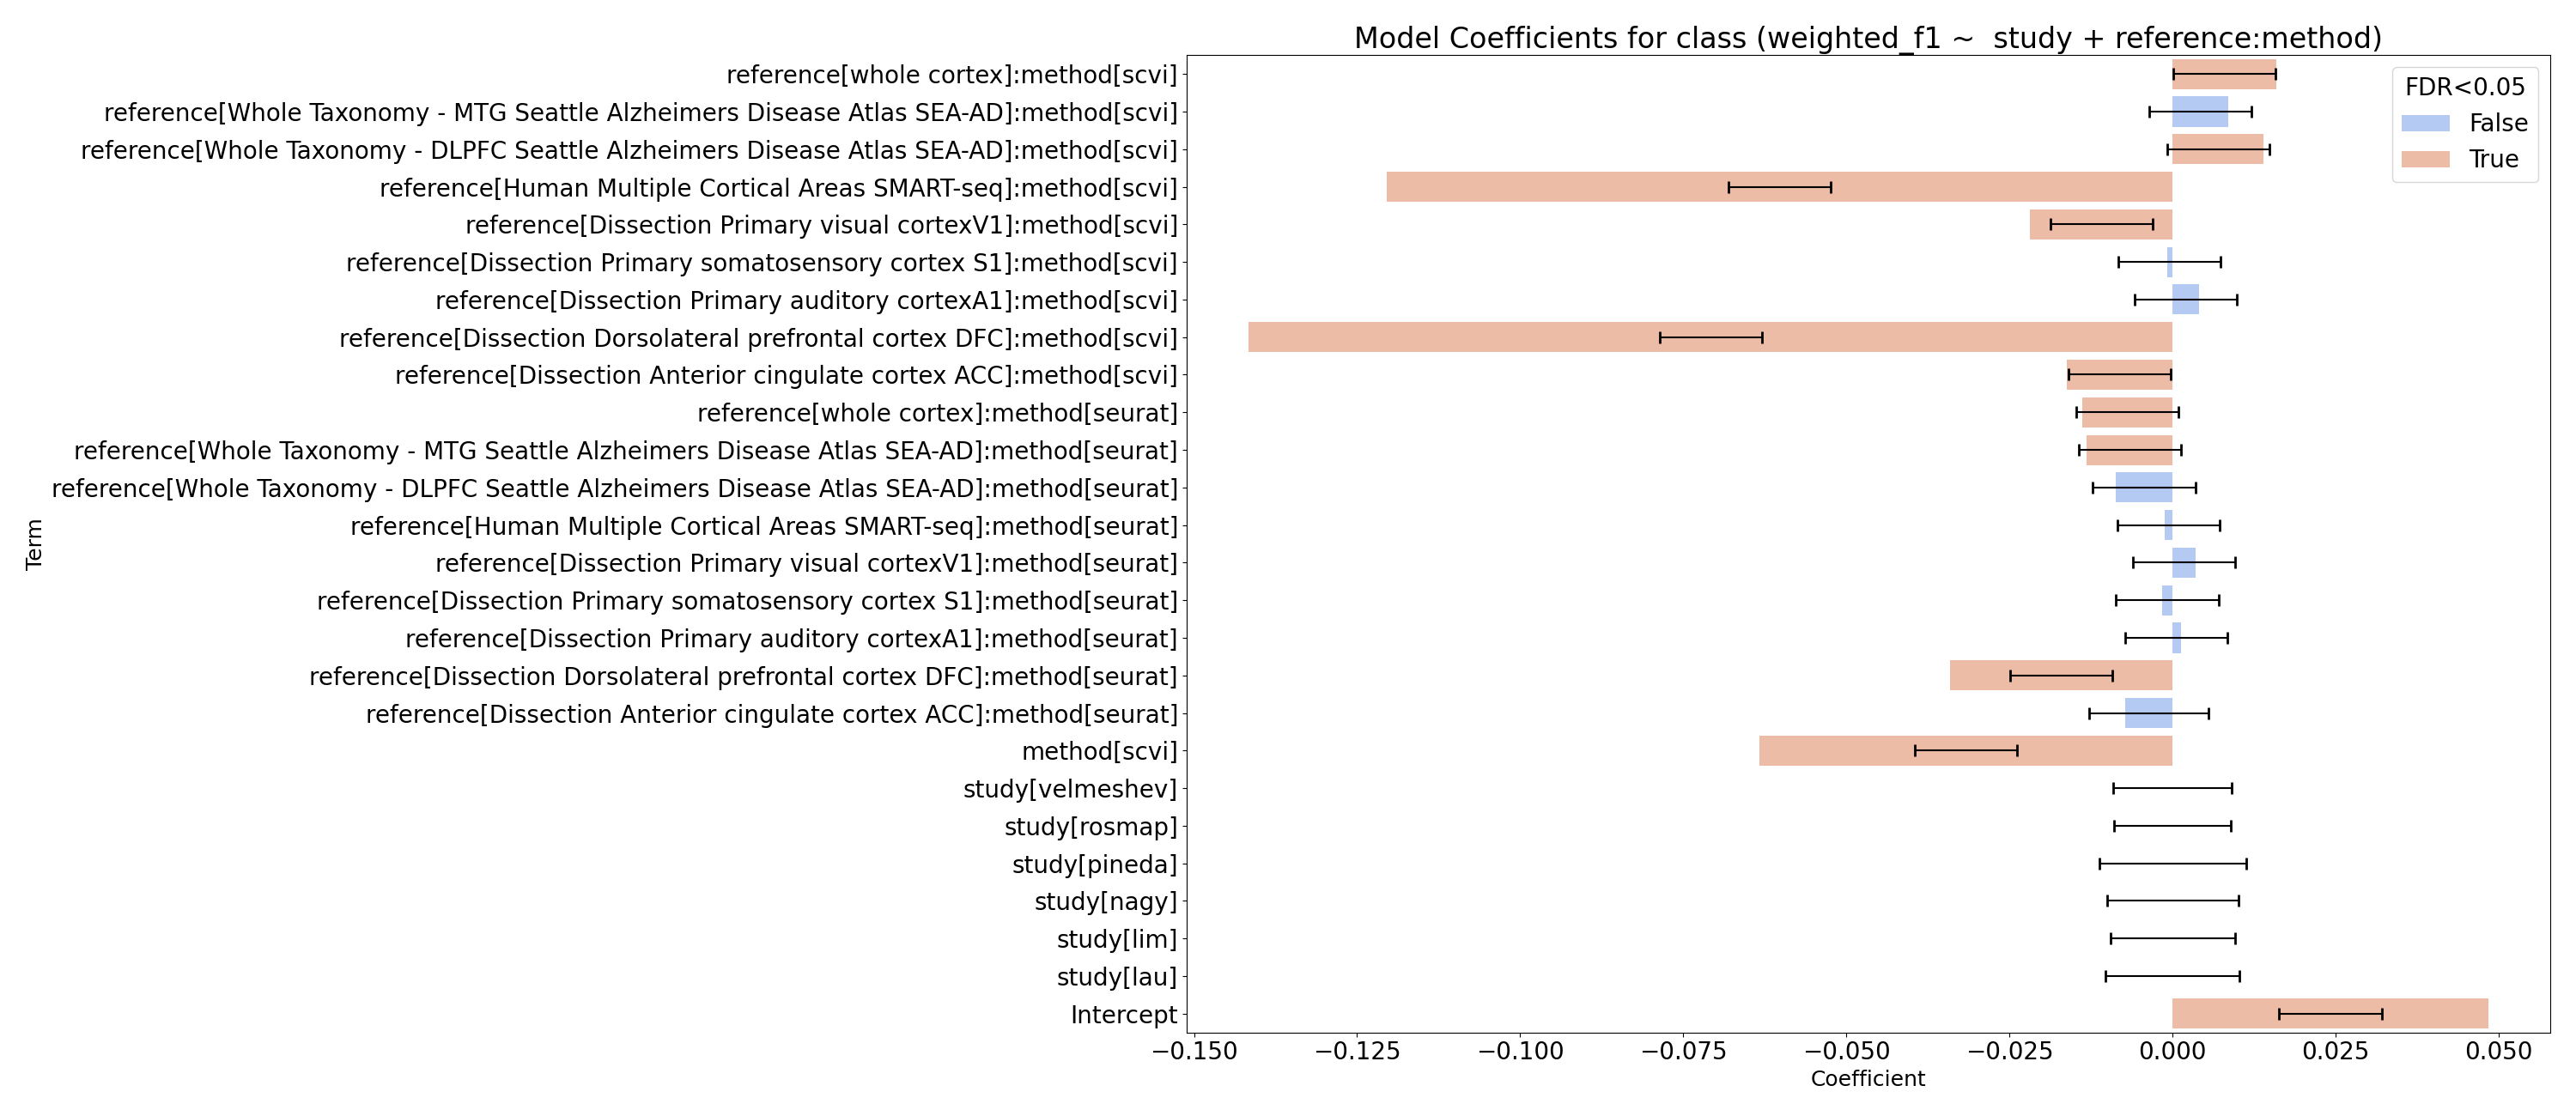 Model Coefficients for class (weighted_f1 ~  study + reference:method)
reference[whole cortex]:method[scvi]
reference[Whole Taxonomy - MTG Seattle Alzheimers Disease Atlas SEA-AD]:method[scvi]
reference[Whole Taxonomy - DLPFC Seattle Alzheimers Disease Atlas SEA-AD]:method[scvi]
reference[Human Multiple Cortical Areas SMART-seq]:method[scvi]
reference[Dissection Primary visual cortexV1]:method[scvi]
reference[Dissection Primary somatosensory cortex S1]:method[scvi]
reference[Dissection Primary auditory cortexA1]:method[scvi]
reference[Dissection Dorsolateral prefrontal cortex DFC]:method[scvi]
reference[Dissection Anterior cingulate cortex ACC]:method[scvi]
reference[whole cortex]:method[seurat]
reference[Whole Taxonomy - MTG Seattle Alzheimers Disease Atlas SEA-AD]:method[seurat]
reference[Whole Taxonomy - DLPFC Seattle Alzheimers Disease Atlas SEA-AD]:method[seurat]
reference[Human Multiple Cortical Areas SMART-seq]:method[seurat]
reference[Dissection Primary visual cortexV1]:method[seurat]
reference[Dissection Primary somatosensory cortex S1]:method[seurat]
reference[Dissection Primary auditory cortexA1]:method[seurat]
reference[Dissection Dorsolateral prefrontal cortex DFC]:method[seurat]
reference[Dissection Anterior cingulate cortex ACC]:method[seurat]
method[scvi]
study[velmeshev]
study[rosmap]
study[pineda]
study[nagy]
study[lim]
study[lau]
Intercept
Term
FDR<0.05
False
True
−0.150 −0.125 −0.100 −0.075 −0.050 −0.025 0.000 0.025 0.050
Coefficient